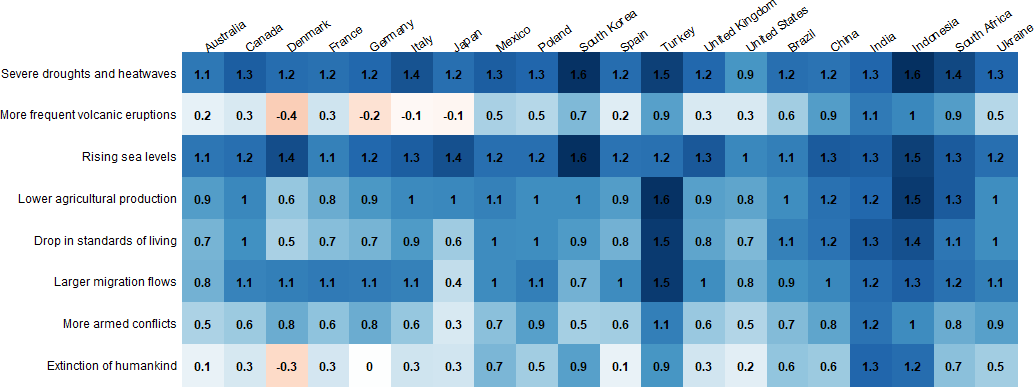 Australia Canada Denmark France Germany Italy Japan Mexico Poland South Korea Spain Turkey United Kingdom United States Brazil China India Indonesia South Africa Ukraine
Severe droughts and heatwaves 1.1 1.3 1.2 1.2 1.2 1.4 1.2 1.3 1.3 1.6 1.2 1.5 1.2 0.9 1.2 1.2 1.3 1.6 1.4 1.3
More frequent volcanic eruptions 0.2 0.3 -0.4 0.3 -0.2 -0.1 -0.1 0.5 0.5 0.7 0.2 0.9 0.3 0.3 0.6 0.9 1.1 1 0.9 0.5
Rising sea levels 1.1 1.2 1.4 1.1 1.2 1.3 1.4 1.2 1.2 1.6 1.2 1.2 1.3 1 1.1 1.3 1.3 1.5 1.3 1.2
Lower agricultural production 0.9 1 0.6 0.8 0.9 1 1 1.1 1 1 0.9 1.6 0.9 0.8 1 1.2 1.2 1.5 1.3 1
Drop in standards of living 0.7 1 0.5 0.7 0.7 0.9 0.6 1 1 0.9 0.8 1.5 0.8 0.7 1.1 1.2 1.3 1.4 1.1 1
Larger migration flows 0.8 1.1 1.1 1.1 1.1 1.1 0.4 1 1.1 0.7 1 1.5 1 0.8 0.9 1 1.2 1.3 1.2 1.1
More armed conflicts 0.5 0.6 0.8 0.6 0.8 0.6 0.3 0.7 0.9 0.5 0.6 1.1 0.6 0.5 0.7 0.8 1.2 1 0.8 0.9
Extinction of humankind 0.1 0.3 -0.3 0.3 0 0.3 0.3 0.7 0.5 0.9 0.1 0.9 0.3 0.2 0.6 0.6 1.3 1.2 0.7 0.5